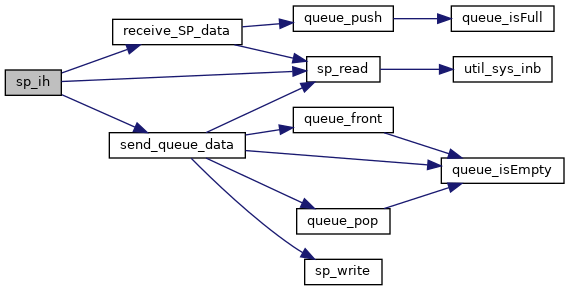 sp_ih
receive_SP_data
send_queue_data
queue_push
sp_read
queue_front
queue_pop
sp_write
queue_isFull
util_sys_inb
queue_isEmpty